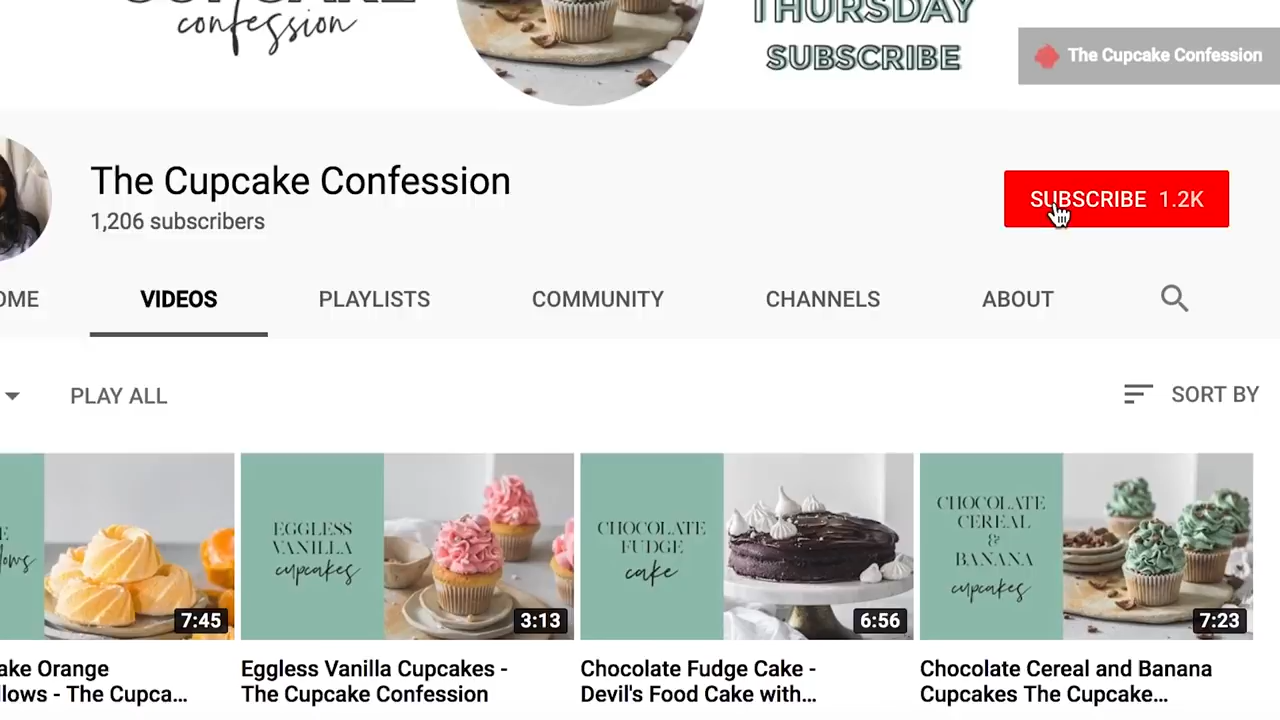 confession
THURSDAY
SUBSCRIBE
The Cupcake Confession
The Cupcake Confession
1,206 subscribers
SUBSCRIBE 1.2K
VIDEOS
PLAYLISTS
COMMUNITY
CHANNELS
ABOUT
PLAY ALL
SORT BY
7:45
EGGLESS
VANILLA
cupcakes
3:13
CHOCOLATE
FUDGE
cake
6:56
CHOCOLATE
CEREAL
&
BANANA
cupcakes
7:23
ake Orange
llows - The Cupca...
Eggless Vanilla Cupcakes -
The Cupcake Confession
Chocolate Fudge Cake -
Devil's Food Cake with...
Chocolate Cereal and Banana
Cupcakes The Cupcake...